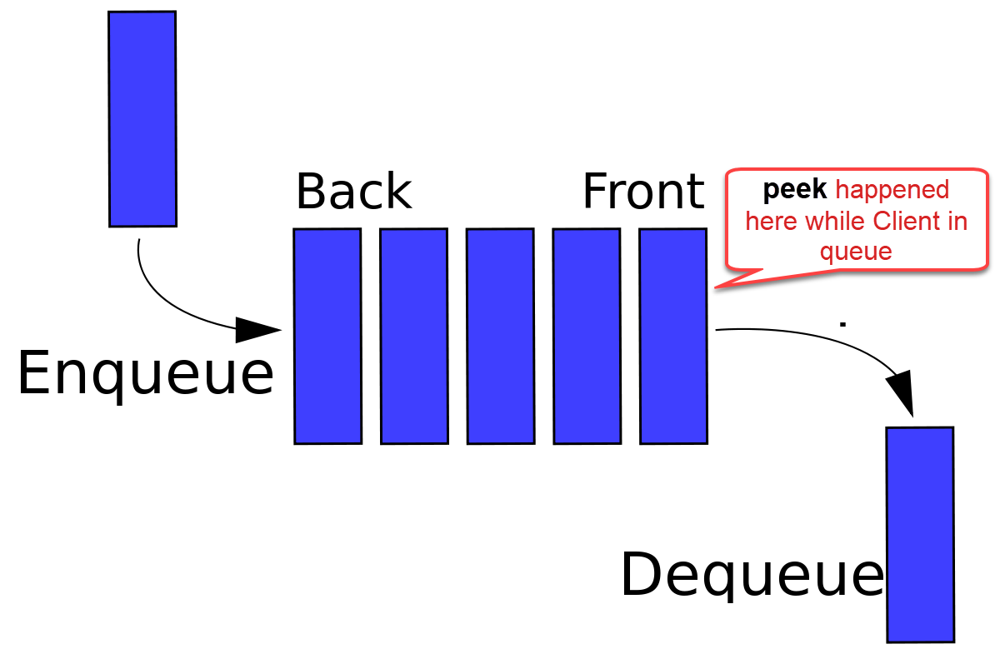 Back
Front
peek happened
here while Client in
queue
Enqueue
Dequeue